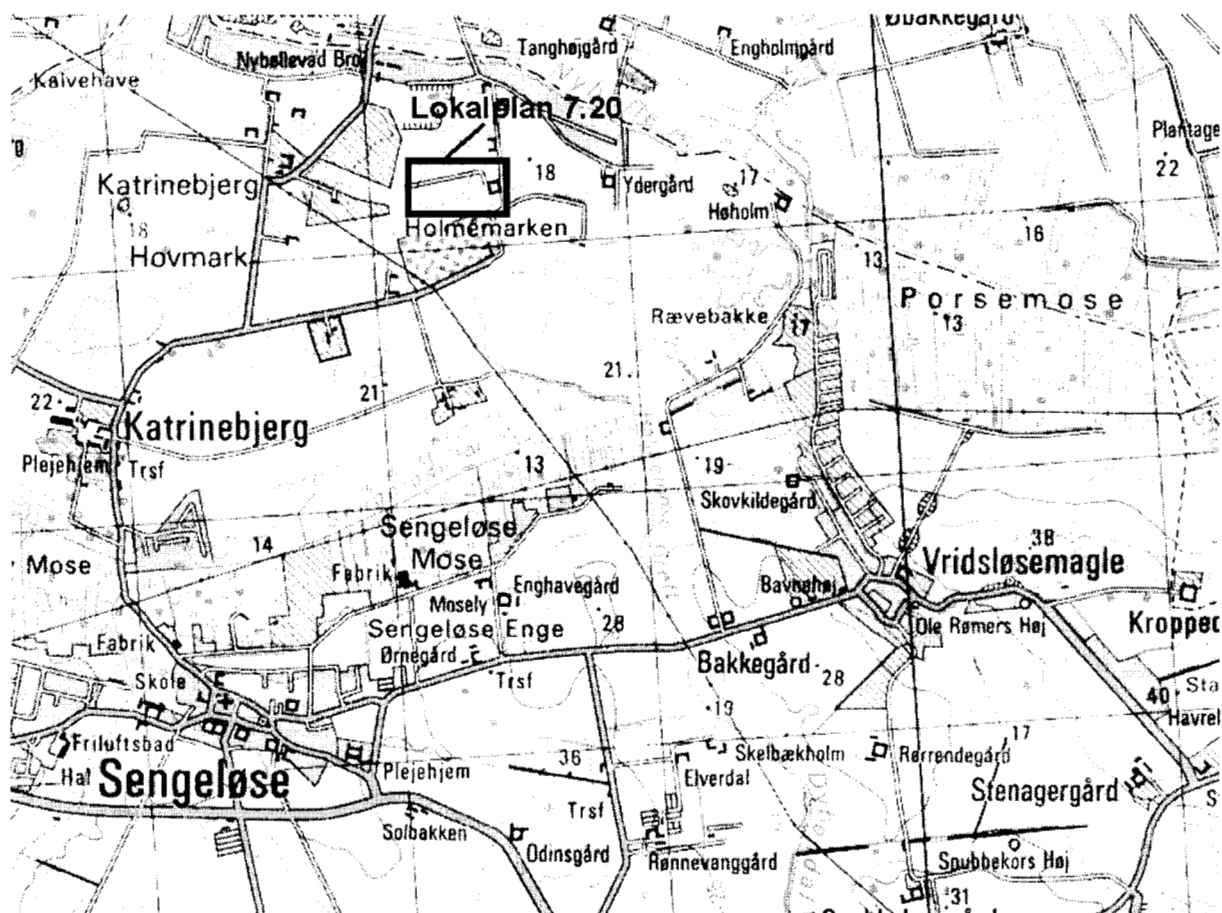 Øbakkegård
Tanghøjgård
Engholmgård
Nybøllevad Bro
Kalvehave
Lokalplan 7.20
Plantage
22
18
17
Katrinebjerg
Ydergård
Høholm
18
Holmemarken
16
Hovmark
13
Porsemose
Rævebakke
17
13
21
21
22
Katrinebjerg
Plejehjem
Trsf
13
19
Skovkildegård
Sengeløse
Mose
14
38
Mose
Fabrik
Enghavegård
Bavnehøj
Vridsløsemagle
Mosely
Sengeløse Enge
28
Ole Rømers Høj
Fabrik
Ørnegård
Bakkegård
28
Skole
Trsf
40
Havrel
19
Friluftsbad
Skelbækholm
Rørrendegård
17
Hal
Sengeløse
Plejehjem
36
Elverdal
Stenagergård
Trsf
Solbakken
Odinsgård
Rønnevanggård
Snubbekors Høj
31